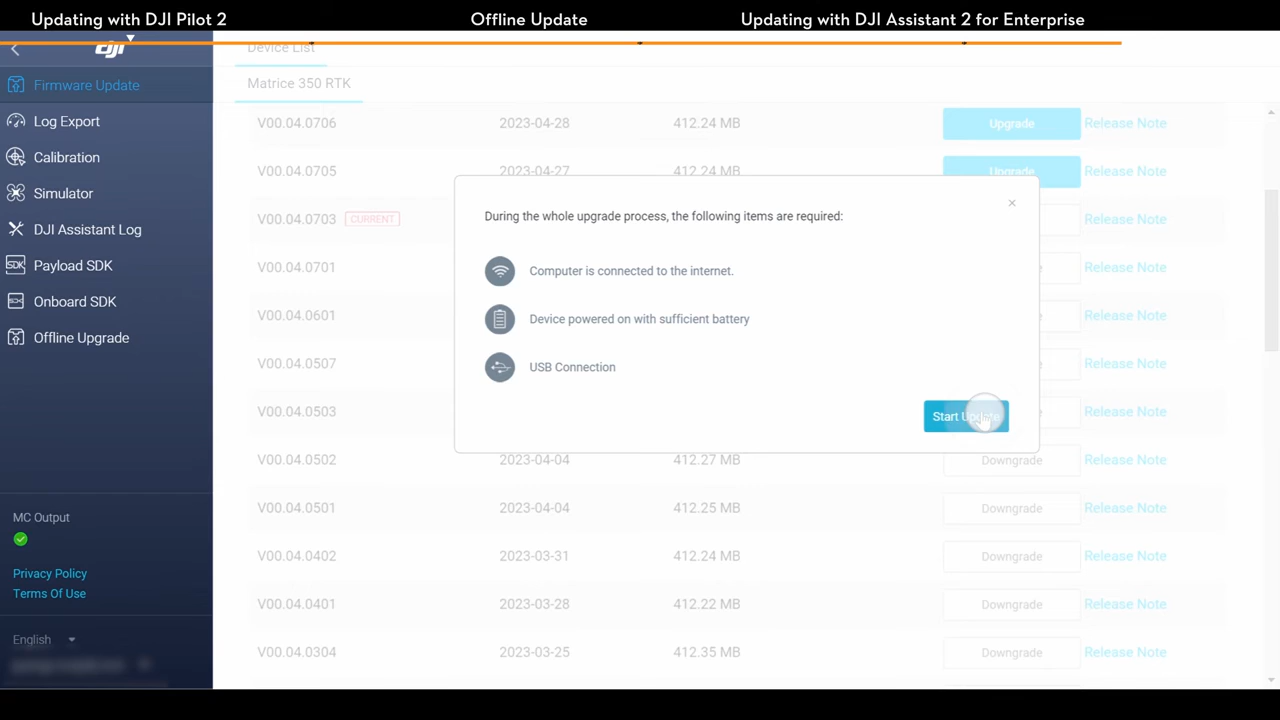 Updating with DJI Pilot 2
Offline Update
Updating with DJI Assistant 2 for Enterprise
dji
Firmware Update
Log Export
Calibration
Simulator
DJI Assistant Log
SDK Payload SDK
Onboard SDK
Offline Upgrade
MC Output
Privacy Policy
Terms Of Use
English
Device List
Matrice 350 RTK
V00.04.0706 2023-04-28 412.24 MB Upgrade Release Note
V00.04.0705 2023-04-27 412.24 MB Upgrade Release Note
V00.04.0703 CURRENT Release Note
V00.04.0701 Release Note
V00.04.0601 Release Note
V00.04.0507 Release Note
V00.04.0503 Release Note
V00.04.0502 2023-04-04 412.27 MB Downgrade Release Note
V00.04.0501 2023-04-04 412.25 MB Downgrade Release Note
V00.04.0402 2023-03-31 412.24 MB Downgrade Release Note
V00.04.0401 2023-03-28 412.22 MB Downgrade Release Note
V00.04.0304 2023-03-25 412.35 MB Downgrade Release Note
During the whole upgrade process, the following items are required:
Computer is connected to the internet.
Device powered on with sufficient battery
USB Connection
Start Update